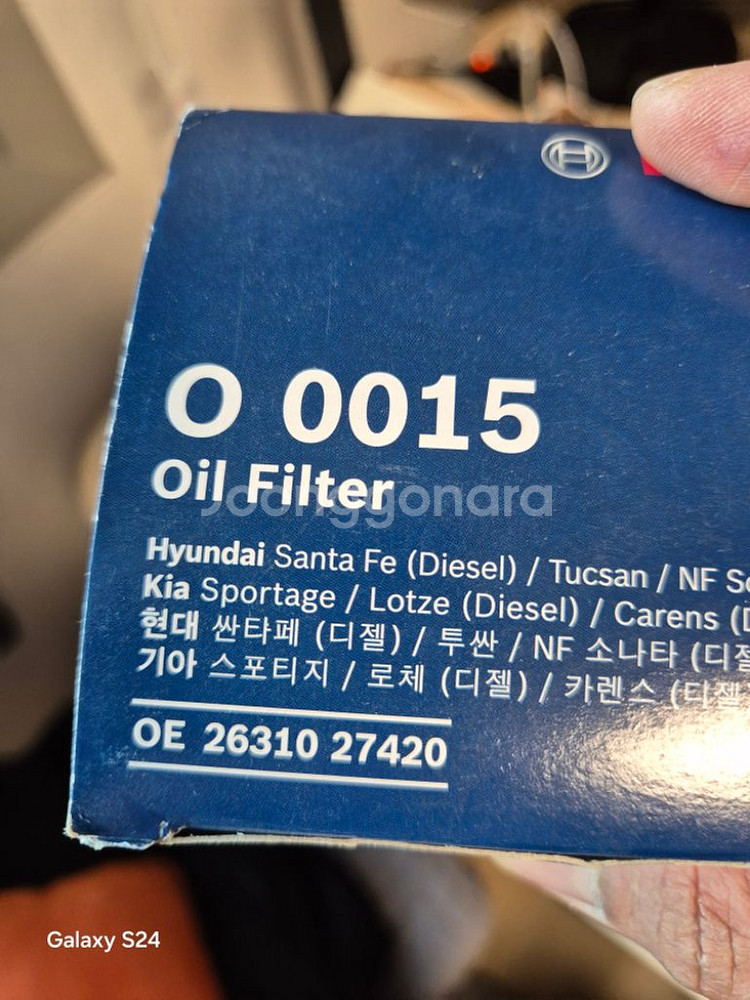 O 0015
Oil Filter
Joonggonara
Hyundai Santa Fe (Diesel) / Tucsan / NF
Kia Sportage / Lotze (Diesel) / Carens
현대 싼타페 (디젤) / 투싼 / NF 소나타
기아 스포티지 / 로체 (디젤) / 카렌스 (디젤
OE 26310 27420
Galaxy S24